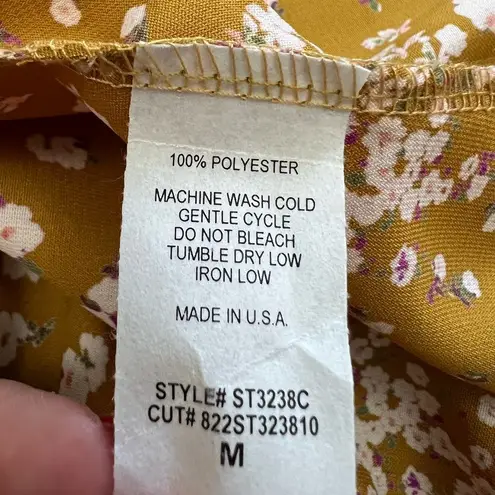 100% POLYESTER
MACHINE WASH COLD
GENTLE CYCLE
DO NOT BLEACH
TUMBLE DRY LOW
IRON LOW
MADE IN U.S.A.
STYLE# ST3238C
CUT# 822ST323810
M